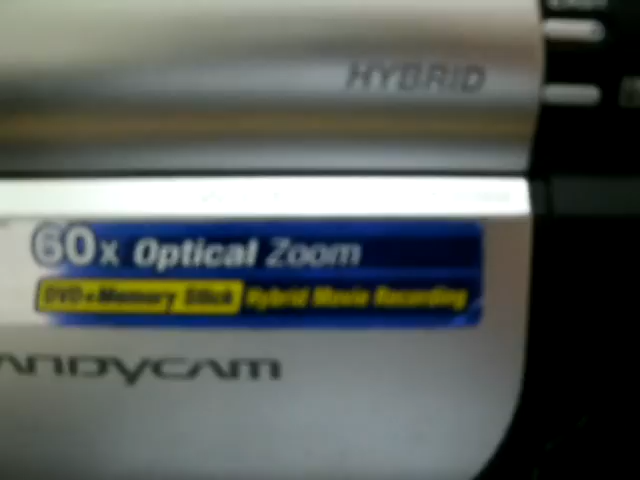 HYBRID
60x Optical Zoom
DVD+Memory Stick Hybrid Movie Recording
ANDYCAM